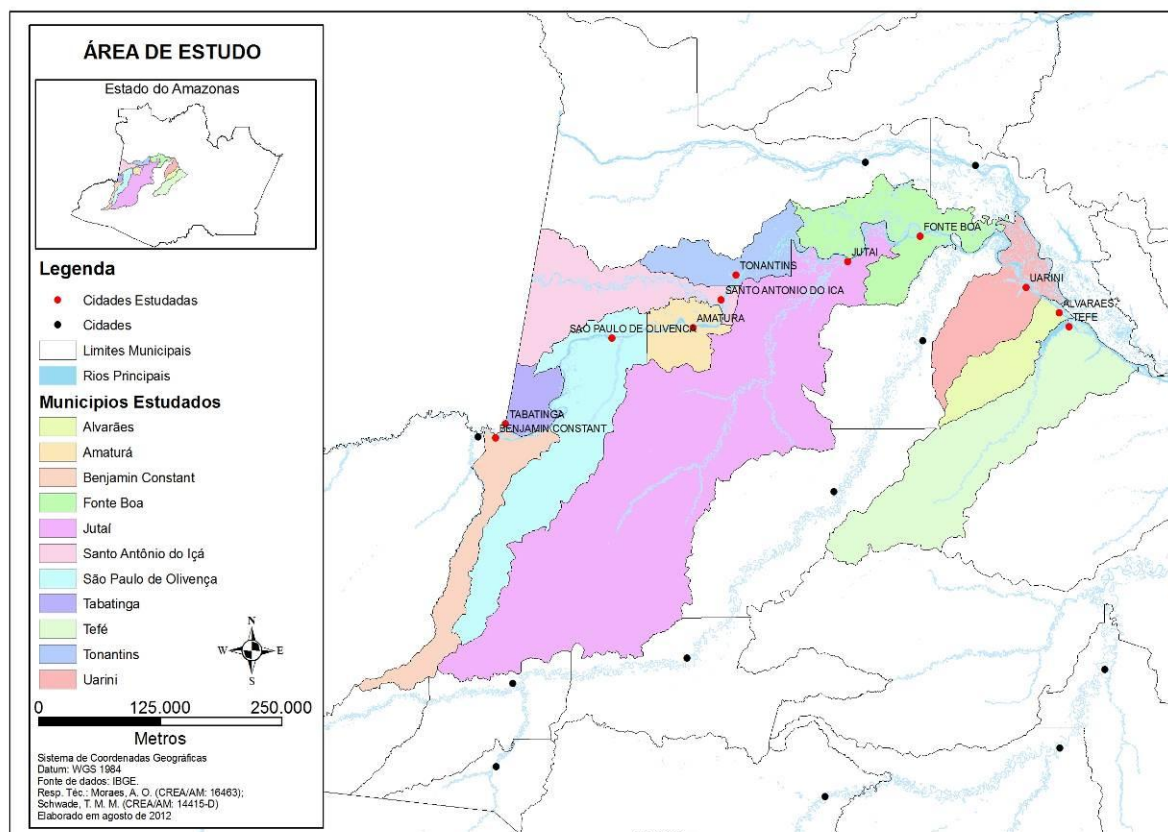 ÁREA DE ESTUDO
Estado do Amazonas
Legenda
Cidades Estudadas
Cidades
Limites Municipais
Rios Principais
Municipios Estudados
Alvarães
Amaturá
Benjamin Constant
Fonte Boa
Jutaí
Santo Antônio do Içá
São Paulo de Olivença
Tabatinga
Tefé
Tonantins
Uarini
N
W E
S
0 125.000 250.000
Metros
Sistema de Coordenadas Geográficas
Datum: WGS 1984
Fonte de dados: IBGE.
Resp. Téc.: Moraes, A. O. (CREA/AM: 16463);
Schwade, T. M. M. (CREA/AM: 14415-D)
Elaborado em agosto de 2012
FONTE BOA
JUTAI
TONANTINS
UARINI
SANTO ANTONIO DO ICA
ALVARAES
TEFE
AMATURA
SAO PAULO DE OLIVENCA
TABATINGA
BENJAMIN CONSTANT